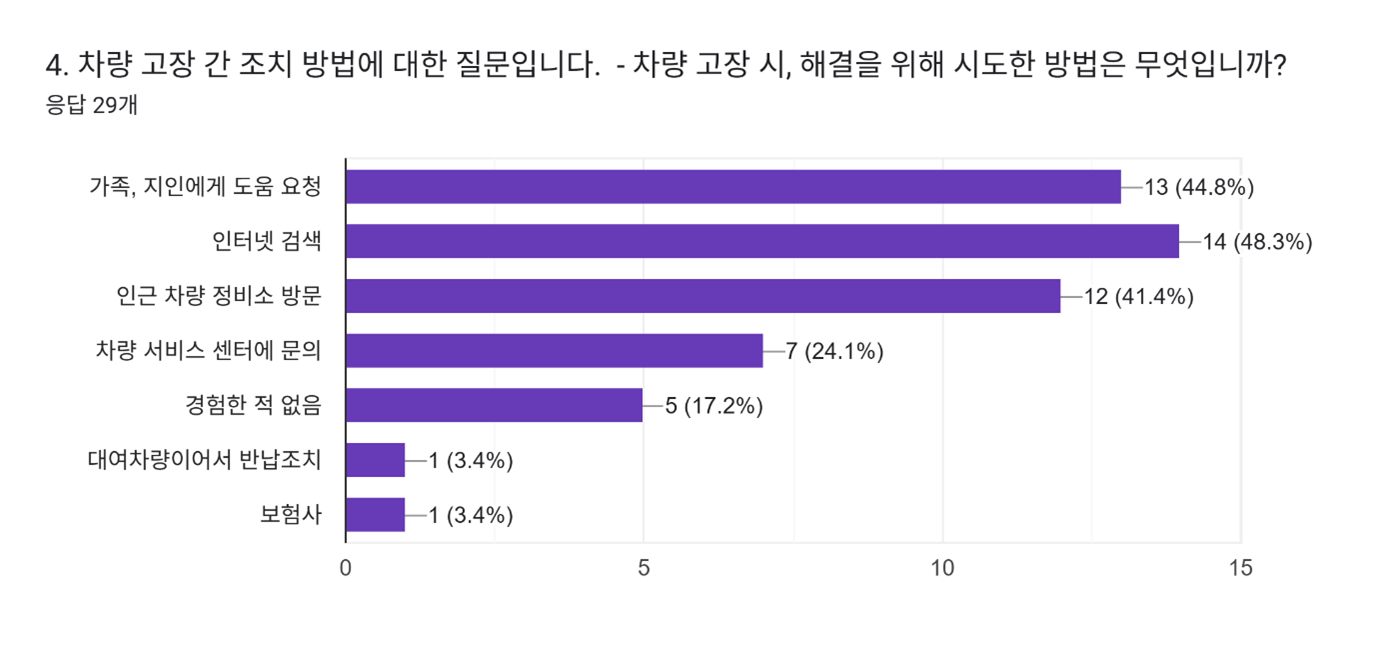 4. 차량 고장 간 조치 방법에 대한 질문입니다.  - 차량 고장 시, 해결을 위해 시도한 방법은 무엇입니까?
응답 29개
가족, 지인에게 도움 요청 13 (44.8%)
인터넷 검색 14 (48.3%)
인근 차량 정비소 방문 12 (41.4%)
차량 서비스 센터에 문의 7 (24.1%)
경험한 적 없음 5 (17.2%)
대여차량이어서 반납조치 1 (3.4%)
보험사 1 (3.4%)
0 5 10 15